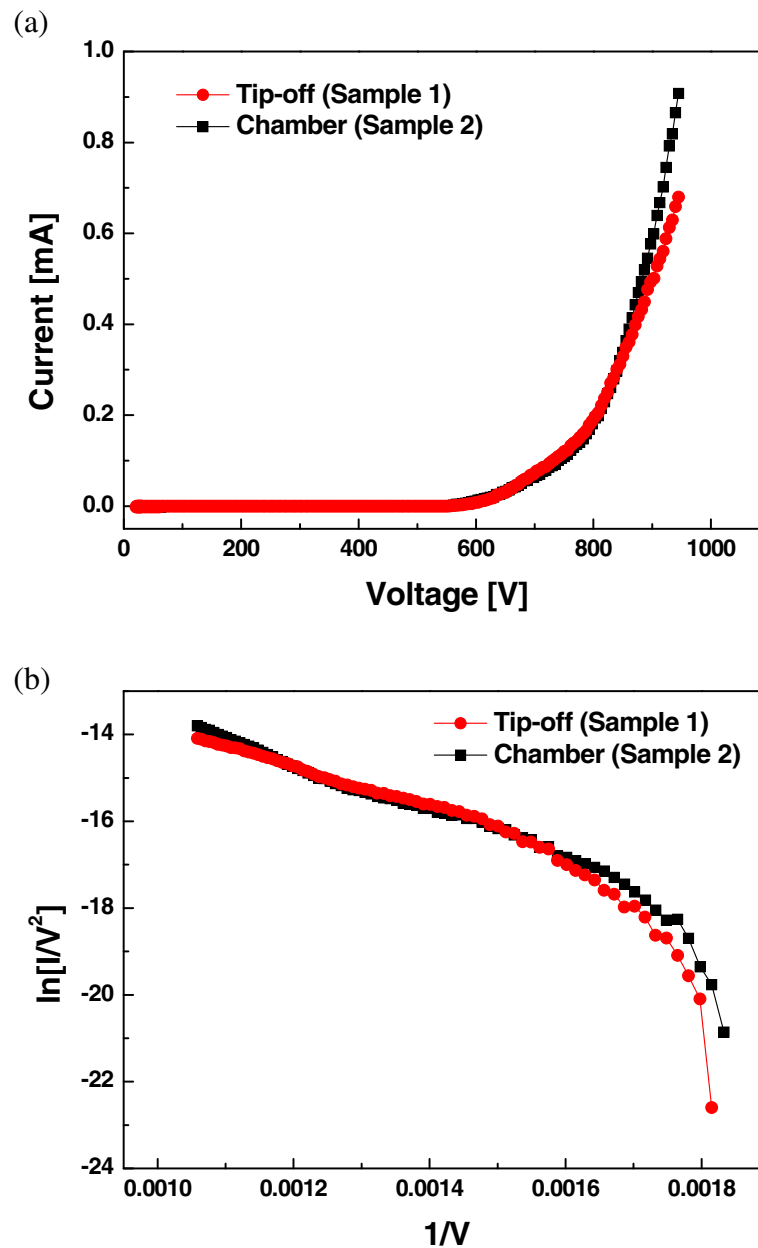 (a)
1.0
Tip-off (Sample 1)
Chamber (Sample 2)
0.8
0.6
0.4
0.2
0.0
Current [mA]
0 200 400 600 800 1000
Voltage [V]
(b)
-14
Tip-off (Sample 1)
Chamber (Sample 2)
-16
-18
-20
-22
-24
ln[I/V²]
0.0010 0.0012 0.0014 0.0016 0.0018
1/V